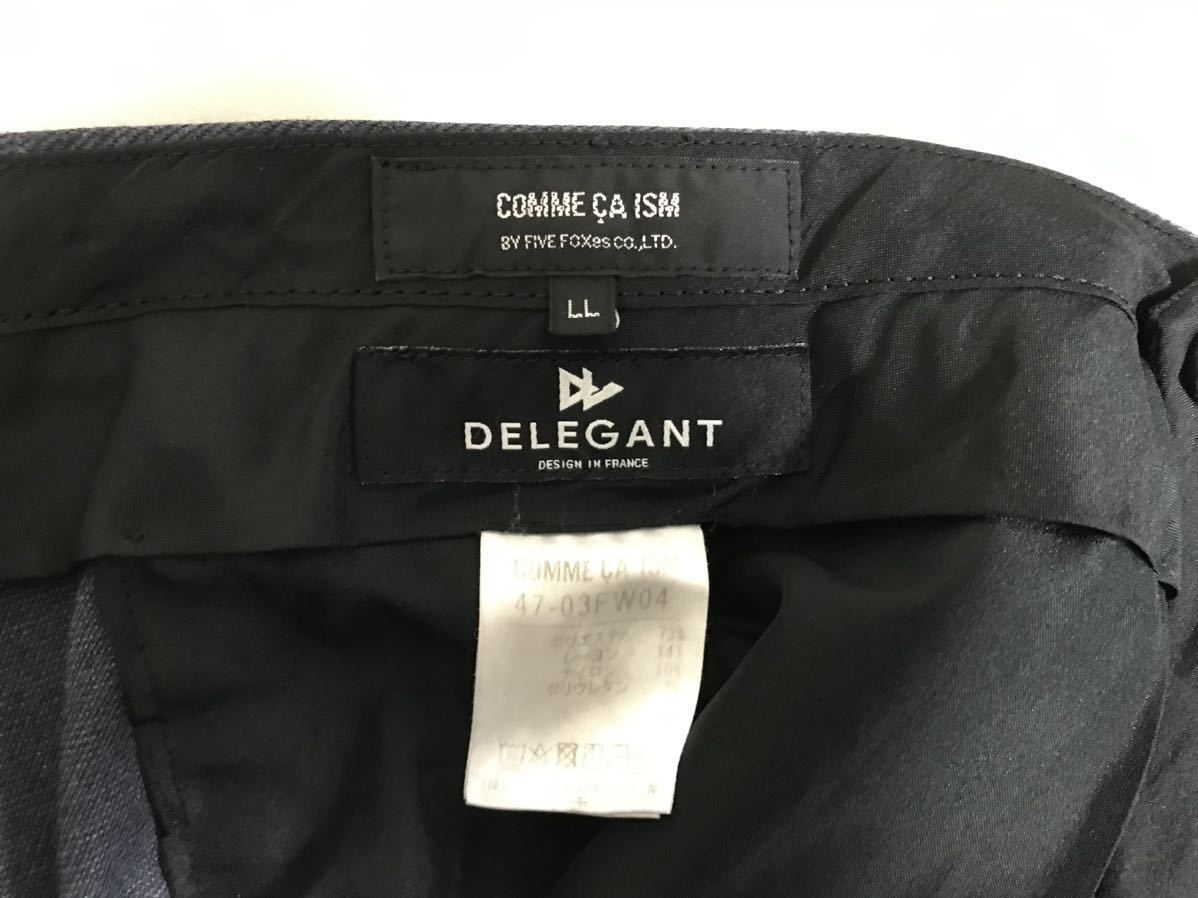 COMME ÇA ISM
BY FIVE FOXes CO.,LTD.
LL
DELEGANT
DESIGN IN FRANCE
COMME ÇA ISM
47-03FW04
ポリエステル
レーヨン 14%
ナイロン
ポリウレタン